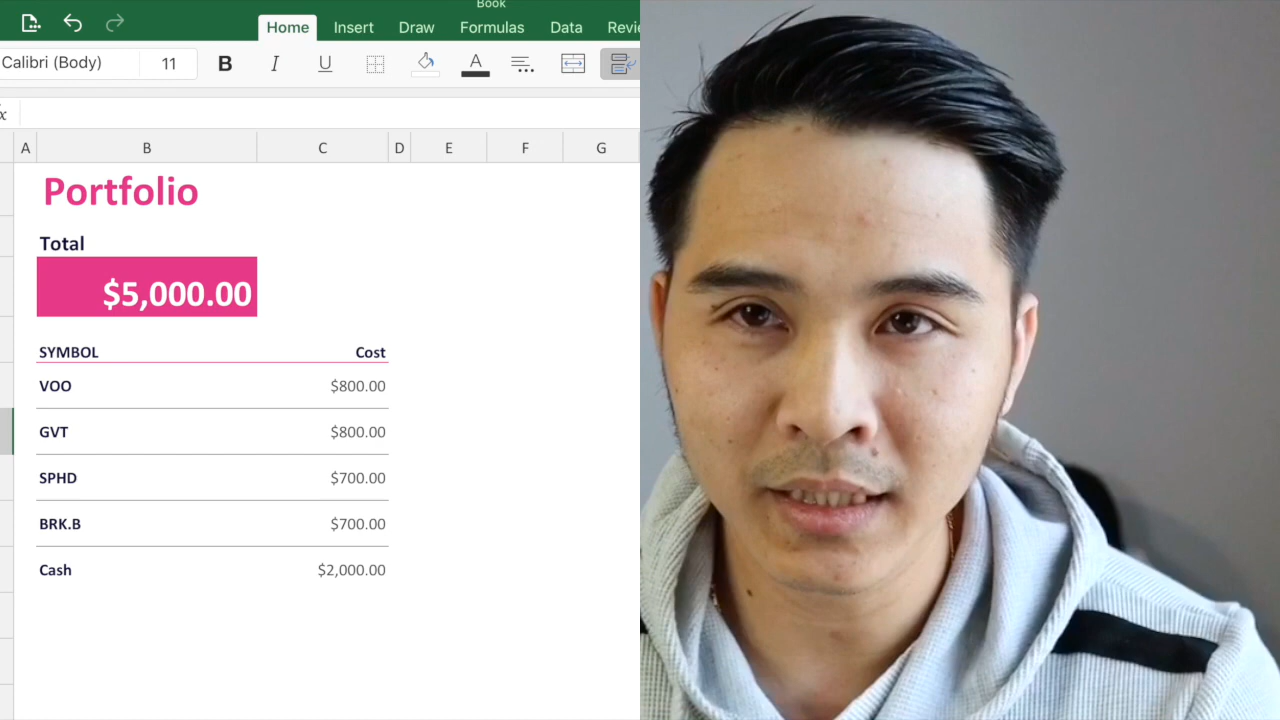 Book
Home Insert Draw Formulas Data
Calibri (Body) 11 B I U A
A B C D E F G
Portfolio
Total
$5,000.00
SYMBOL Cost
VOO $800.00
GVT $800.00
SPHD $700.00
BRK.B $700.00
Cash $2,000.00